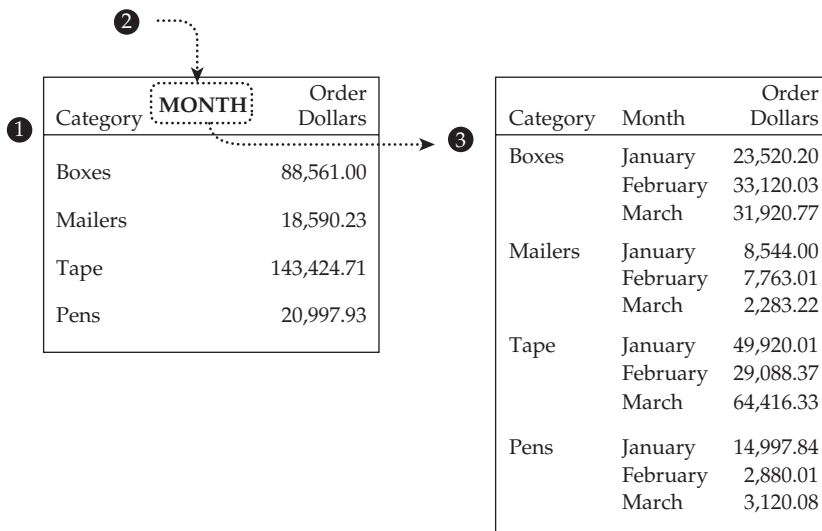 ❷
Category MONTH Order Dollars
❶
Boxes 88,561.00
Mailers 18,590.23
Tape 143,424.71
Pens 20,997.93
❸
Category Month Order Dollars
Boxes January 23,520.20
February 33,120.03
March 31,920.77
Mailers January 8,544.00
February 7,763.01
March 2,283.22
Tape January 49,920.01
February 29,088.37
March 64,416.33
Pens January 14,997.84
February 2,880.01
March 3,120.08